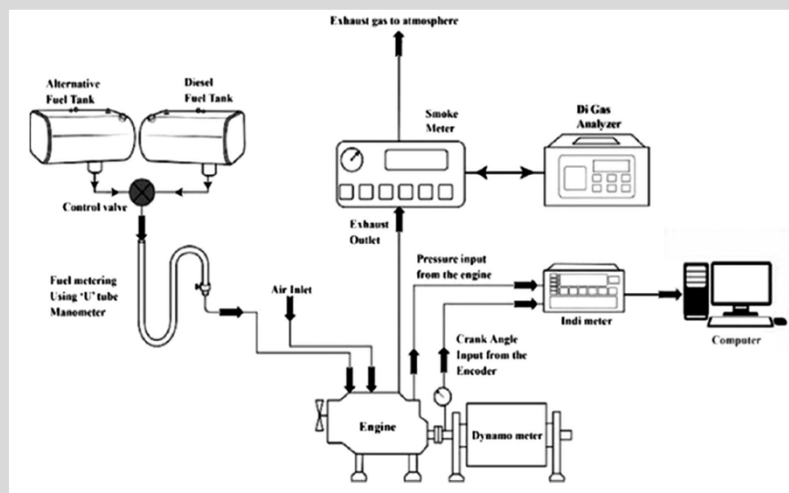 Exhaust gas to atmosphere
Alternative
Fuel Tank
Diesel
Fuel Tank
Smoke
Meter
Di Gas
Analyzer
Control valve
Exhaust
Outlet
Fuel metering
Using 'U' tube
Manometer
Air Inlet
Pressure input
from the engine
Indi meter
Computer
Crank Angle
Input from the
Encoder
Engine
Dynamo meter